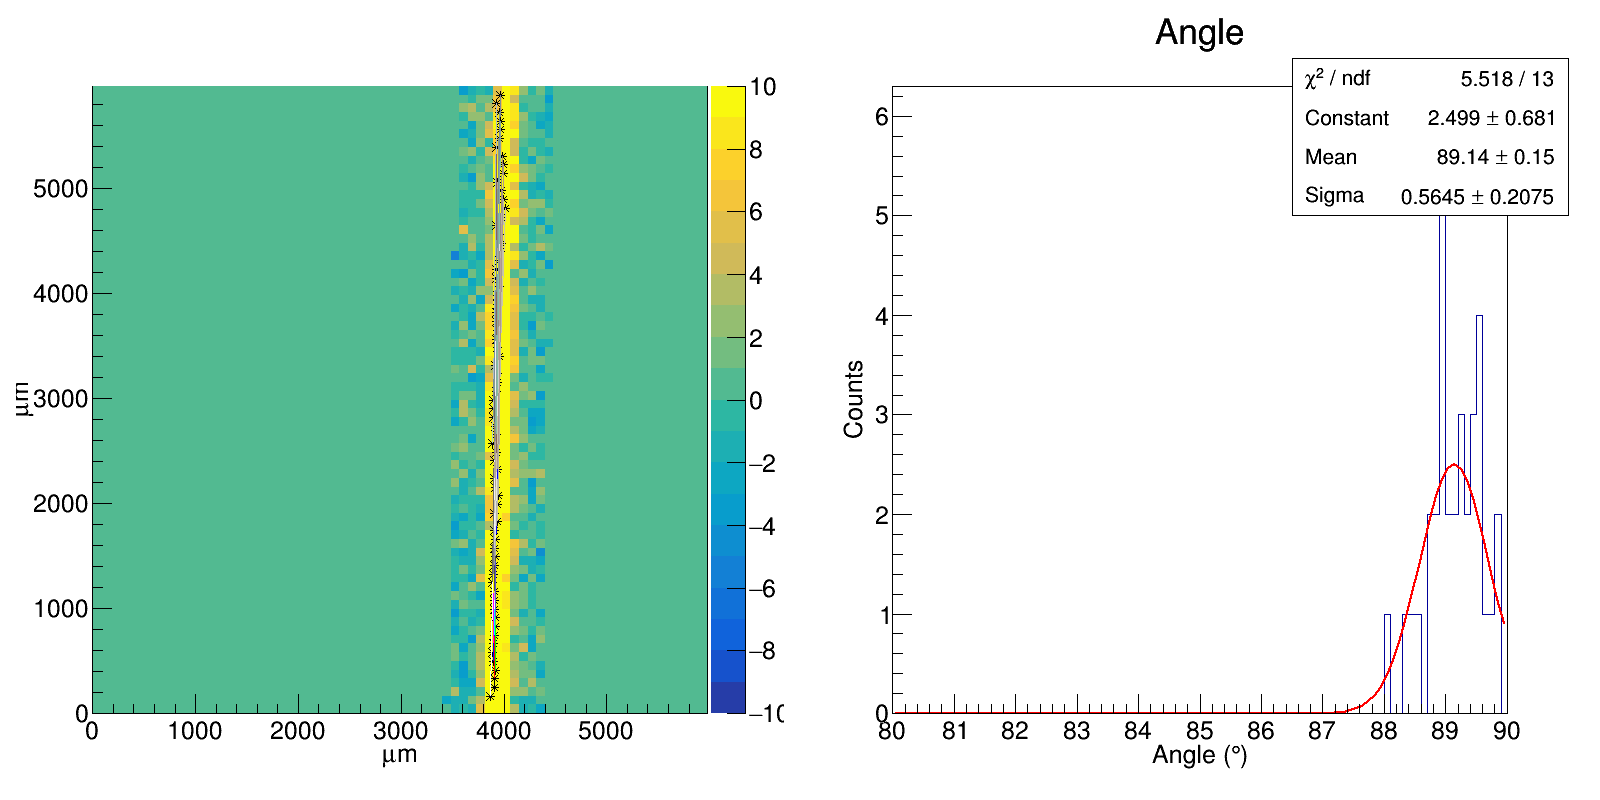 Angle
χ² / ndf 5.518 / 13
Constant 2.499 ± 0.681
Mean 89.14 ± 0.15
Sigma 0.5645 ± 0.2075
μm
5000
4000
3000
2000
1000
0
0 1000 2000 3000 4000 5000
μm
10
8
6
4
2
0
−2
−4
−6
−8
−10
Counts
6
5
4
3
2
1
0
80 81 82 83 84 85 86 87 88 89 90
Angle (°)